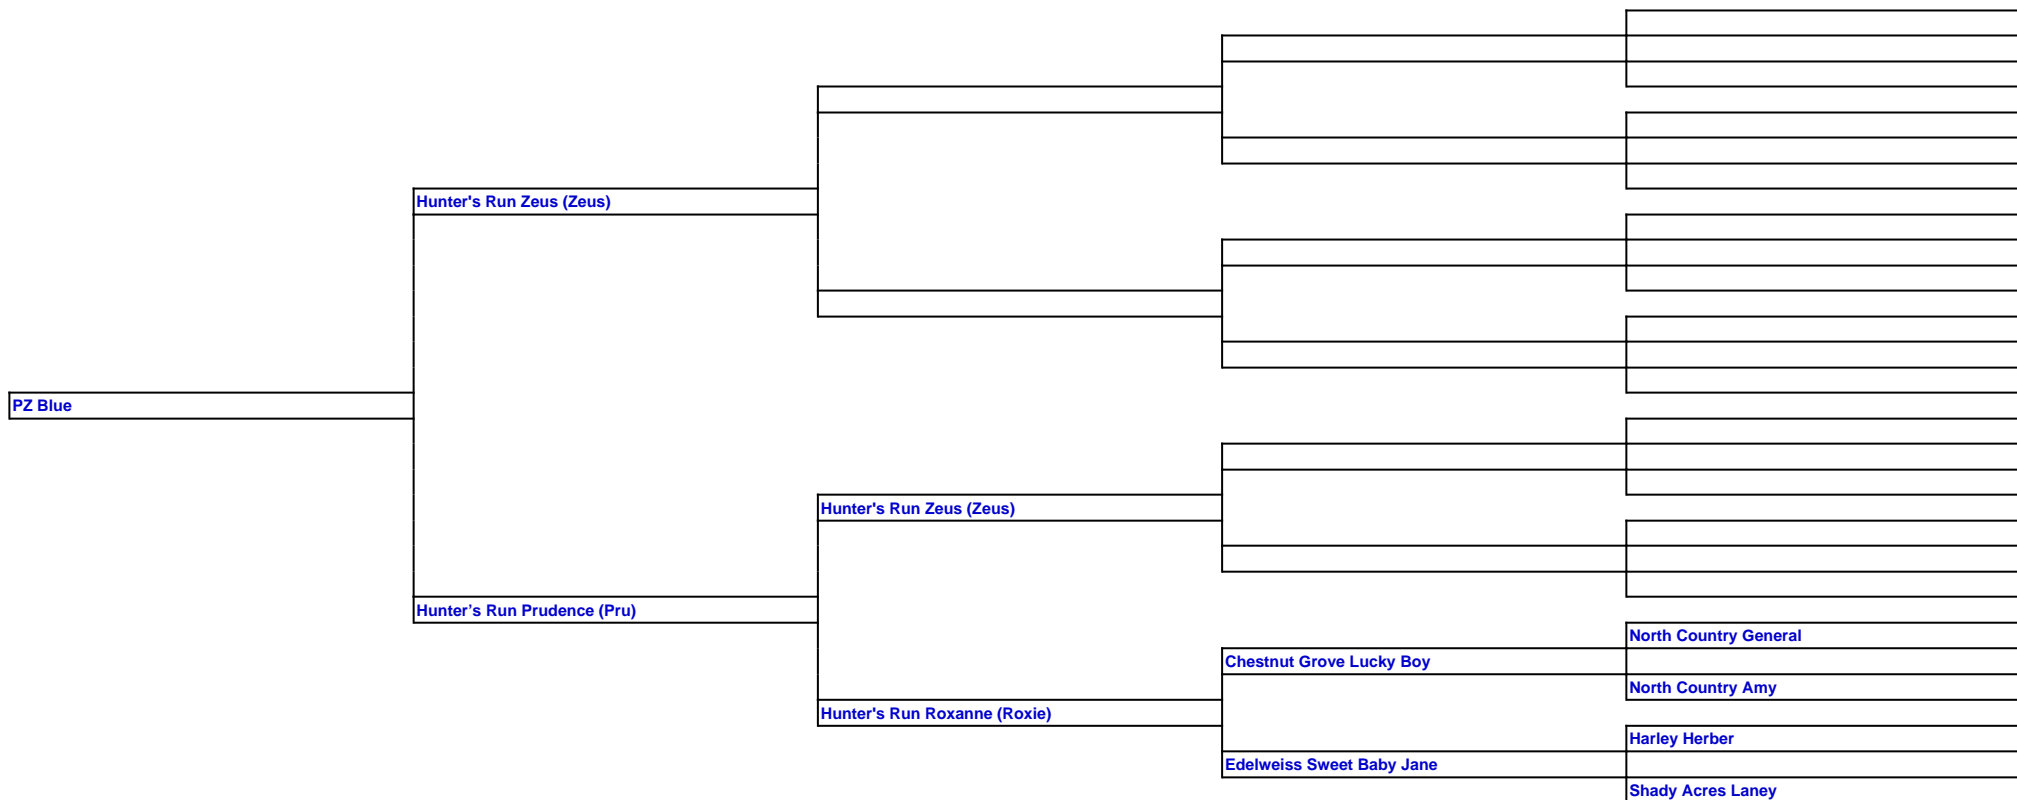 Hunter's Run Zeus (Zeus)
PZ Blue
Hunter's Run Zeus (Zeus)
Hunter’s Run Prudence (Pru)
North Country General
Chestnut Grove Lucky Boy
North Country Amy
Hunter's Run Roxanne (Roxie)
Harley Herber
Edelweiss Sweet Baby Jane
Shady Acres Laney